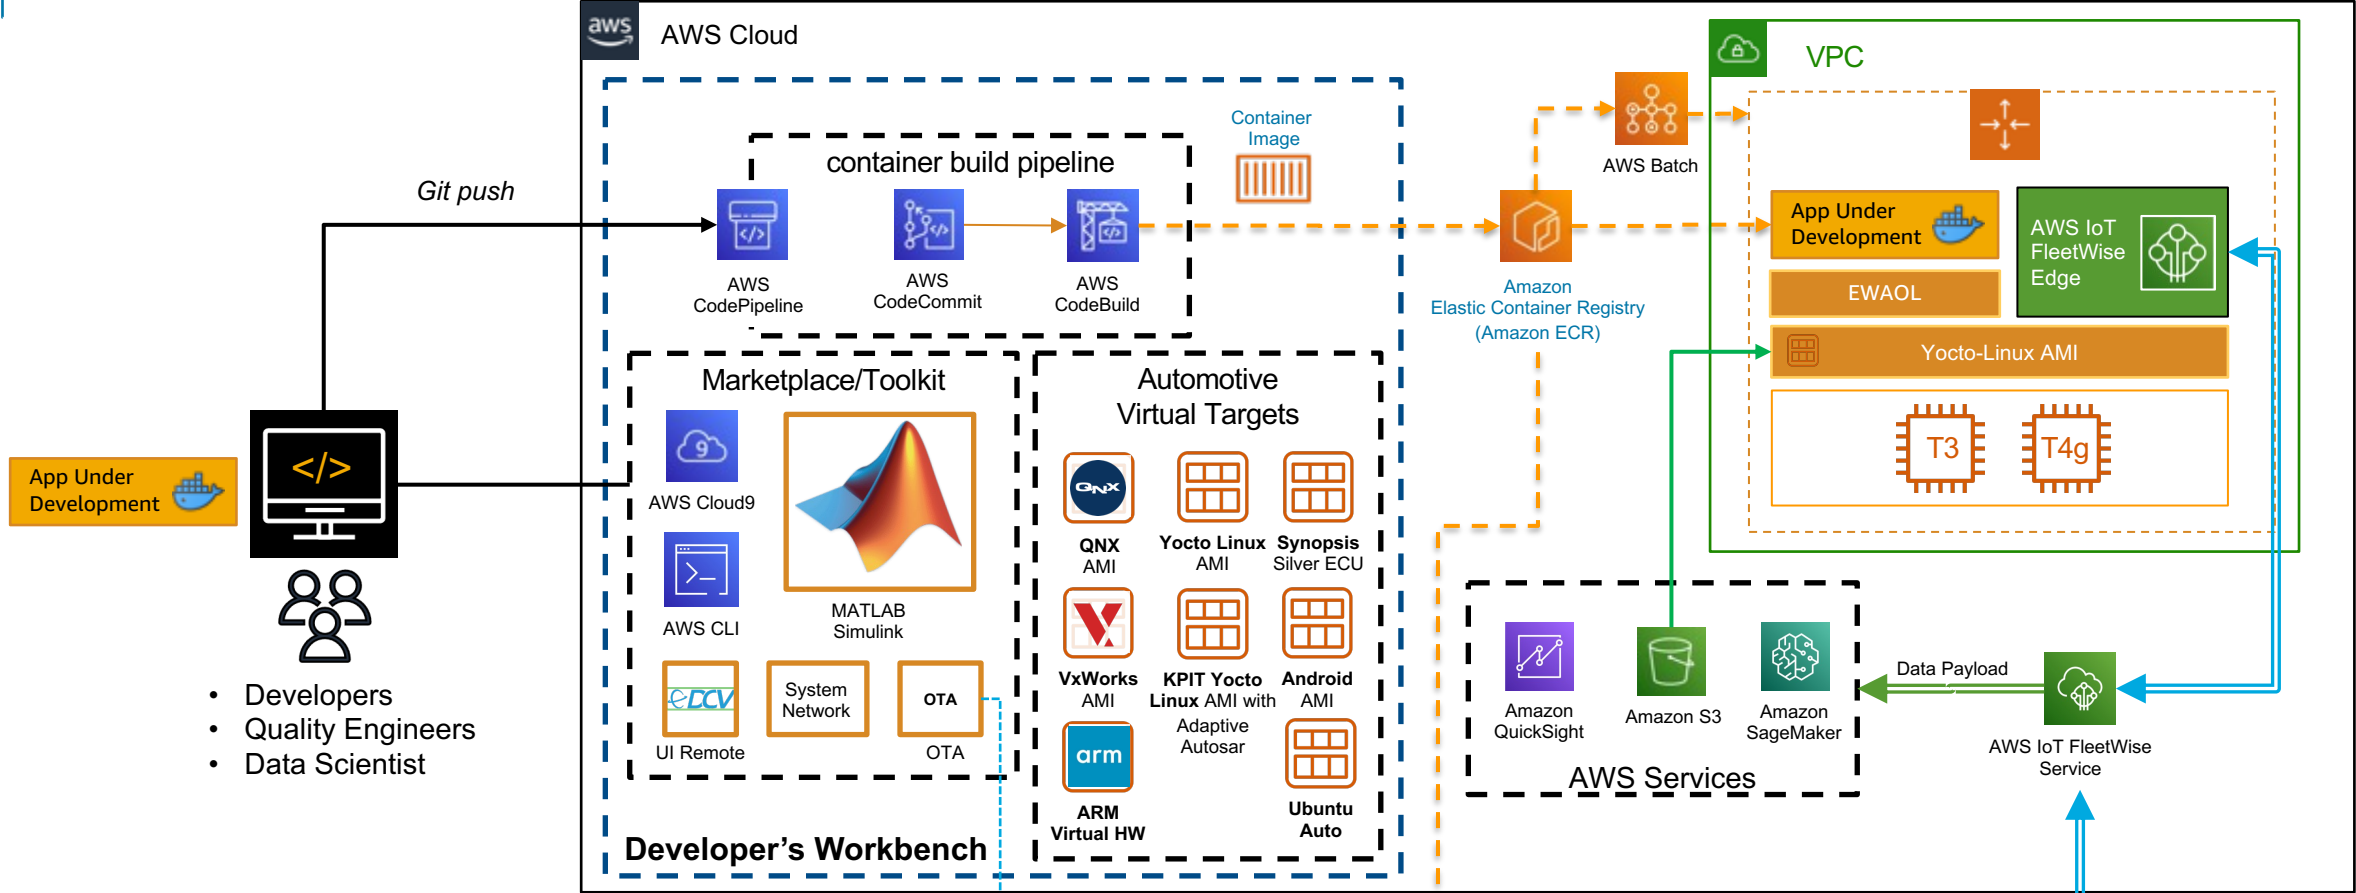 aws
AWS Cloud
VPC
Container
Image
container build pipeline
Git push
AWS Batch
AWS
CodePipeline
AWS
CodeCommit
AWS
CodeBuild
Amazon
Elastic Container Registry
(Amazon ECR)
App Under
Development
AWS IoT
FleetWise
Edge
EWAOL
Yocto-Linux AMI
T3
T4g
Marketplace/Toolkit
9
AWS Cloud9
AWS CLI
MATLAB
Simulink
DCV
UI Remote
System
Network
OTA
OTA
Automotive
Virtual Targets
QNX
QNX
AMI
Yocto Linux
AMI
Synopsis
Silver ECU
VxWorks
AMI
KPIT Yocto
Linux AMI with
Adaptive
Autosar
Android
AMI
arm
ARM
Virtual HW
Ubuntu
Auto
Developer's Workbench
App Under
Development
</>
• Developers
• Quality Engineers
• Data Scientist
Amazon
QuickSight
Amazon S3
Amazon
SageMaker
AWS Services
Data Payload
AWS IoT FleetWise
Service